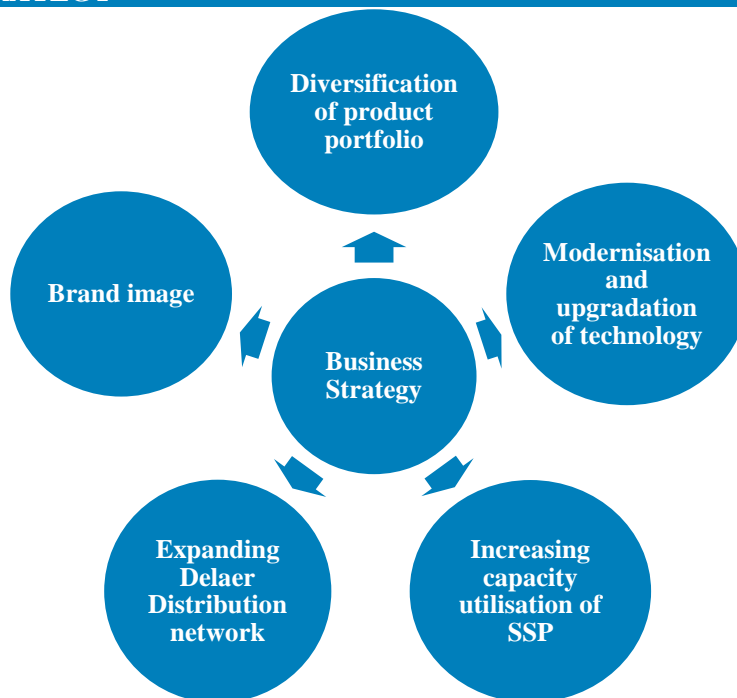 Diversification
of product
portfolio
Modernisation
and
upgradation
of technology
Brand image
Business
Strategy
Expanding
Delaer
Distribution
network
Increasing
capacity
utilisation of
SSP